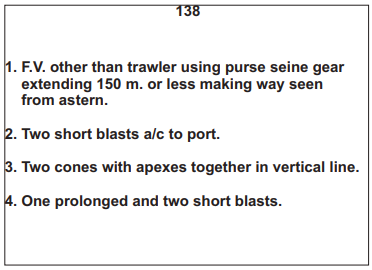 138
1. F.V. other than trawler using purse seine gear
extending 150 m. or less making way seen
from astern.
2. Two short blasts a/c to port.
3. Two cones with apexes together in vertical line.
4. One prolonged and two short blasts.